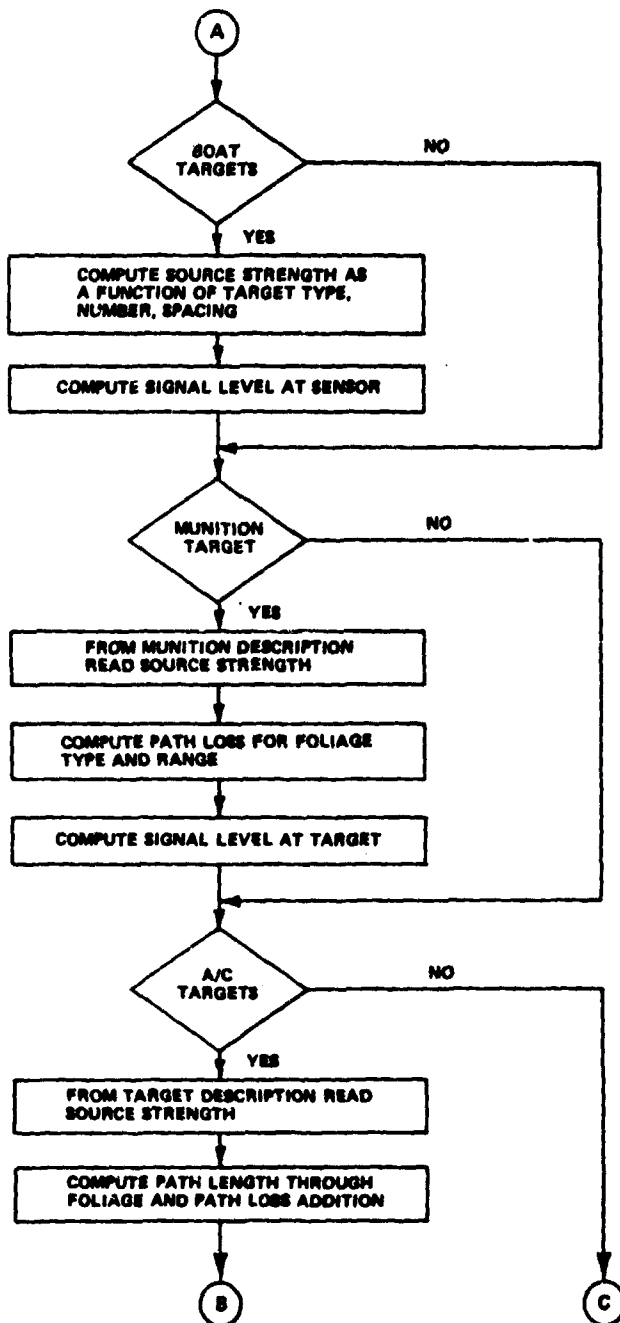 A
BOAT
TARGETS
NO
YES
COMPUTE SOURCE STRENGTH AS
A FUNCTION OF TARGET TYPE,
NUMBER, SPACING
COMPUTE SIGNAL LEVEL AT SENSOR
MUNITION
TARGET
NO
YES
FROM MUNITION DESCRIPTION
READ SOURCE STRENGTH
COMPUTE PATH LOSS FOR FOLIAGE
TYPE AND RANGE
COMPUTE SIGNAL LEVEL AT TARGET
A/C
TARGETS
NO
YES
FROM TARGET DESCRIPTION READ
SOURCE STRENGTH
COMPUTE PATH LENGTH THROUGH
FOLIAGE AND PATH LOSS ADDITION
B
C